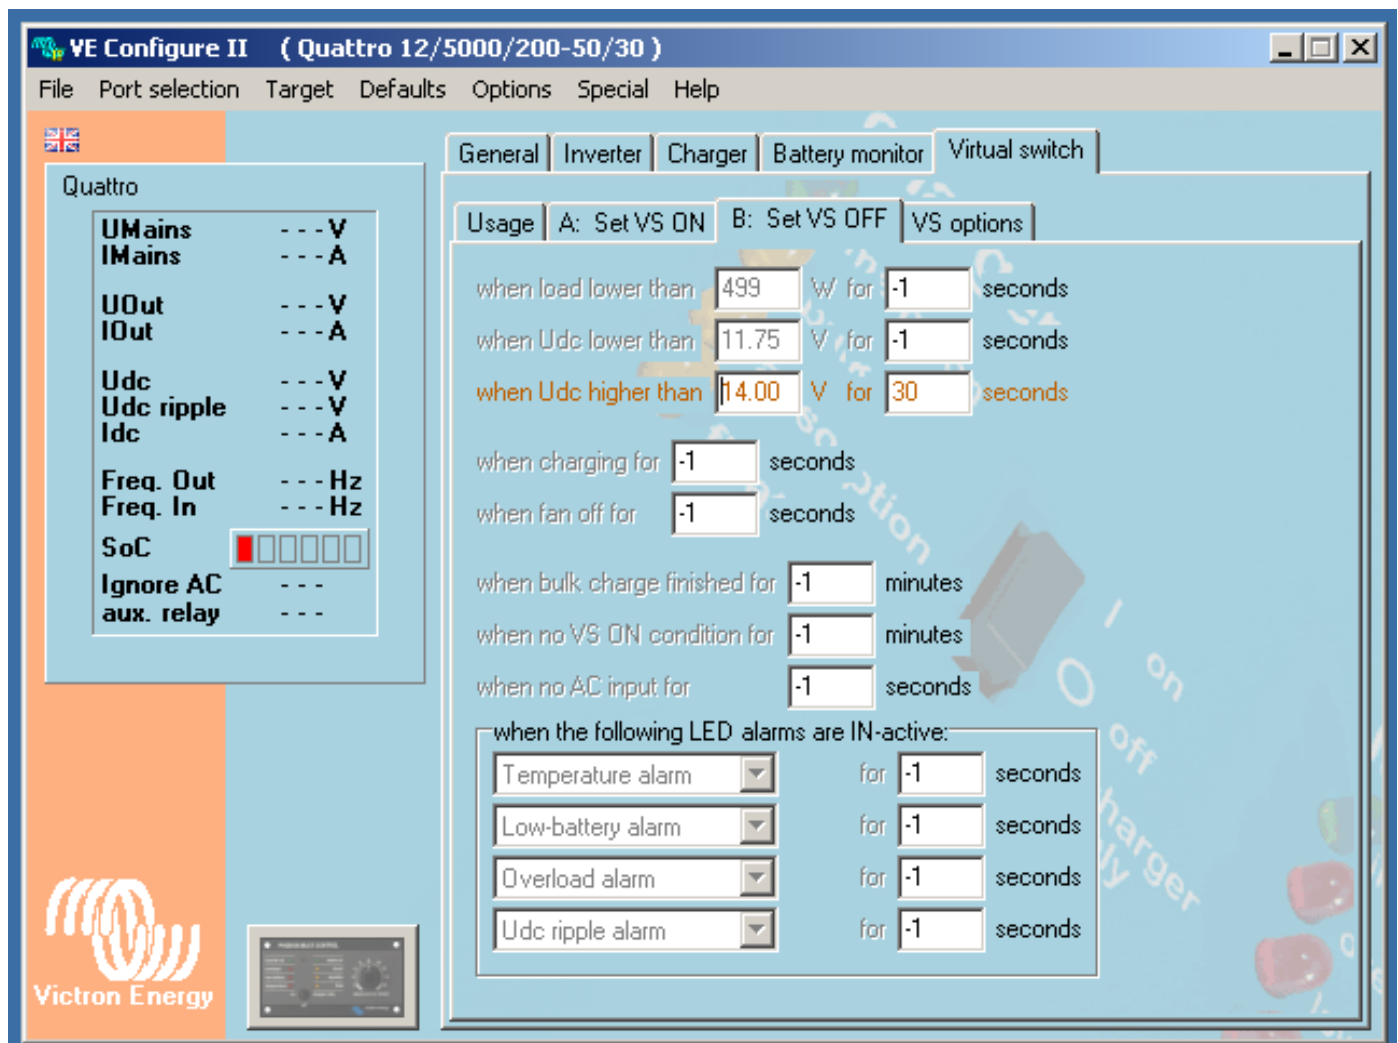 VE Configure II ( Quattro 12/5000/200-50/30 )
File Port selection Target Defaults Options Special Help
General Inverter Charger Battery monitor Virtual switch
Quattro
UMains - - - V
IMains - - - A
UOut - - - V
IOut - - - A
Udc - - - V
Udc ripple - - - V
Idc - - - A
Freq. Out - - - Hz
Freq. In - - - Hz
SoC
Ignore AC - - -
aux. relay - - -
Victron Energy
Usage A: Set VS ON B: Set VS OFF VS options
when load lower than 499 W for -1 seconds
when Udc lower than 11.75 V for -1 seconds
when Udc higher than 14.00 V for 30 seconds
when charging for -1 seconds
when fan off for -1 seconds
when bulk charge finished for -1 minutes
when no VS ON condition for -1 minutes
when no AC input for -1 seconds
when the following LED alarms are IN-active:
Temperature alarm for -1 seconds
Low-battery alarm for -1 seconds
Overload alarm for -1 seconds
Udc ripple alarm for -1 seconds
I on
O off